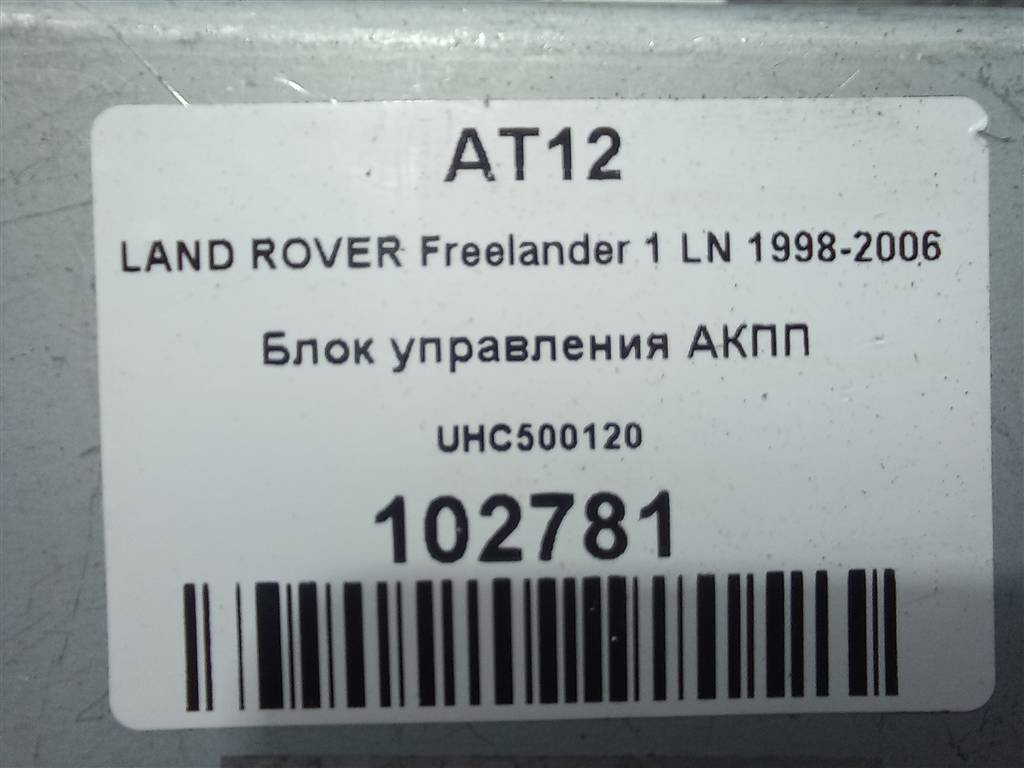 AT12
LAND ROVER Freelander 1 LN 1998-2006
Блок управления АКПП
UHC500120
102781